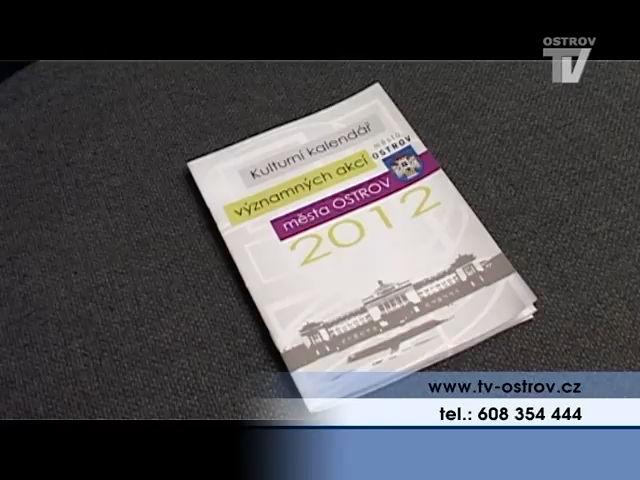 OSTROV
TV
Kulturní kalendář
významných akcí
města OSTROV
město
OSTROV
2012
www.tv-ostrov.cz
tel.: 608 354 444